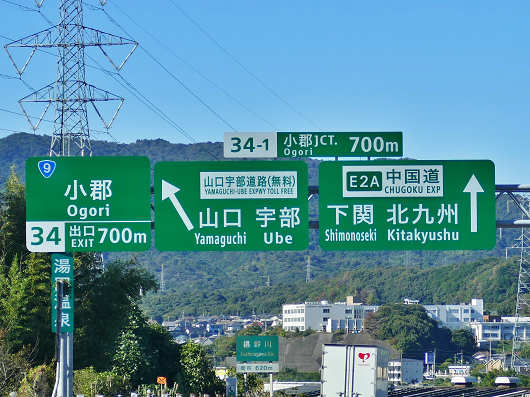 34-1 小郡JCT. 700m
Ogori
9
小郡
Ogori
34 出口 EXIT 700m
山口宇部道路(無料)
YAMAGUCHI-UBE EXPWY TOLL FREE
山口 宇部
Yamaguchi Ube
E2A 中国道
CHUGOKU EXP
下関 北九州
Shimonoseki Kitakyushu
湯田温泉